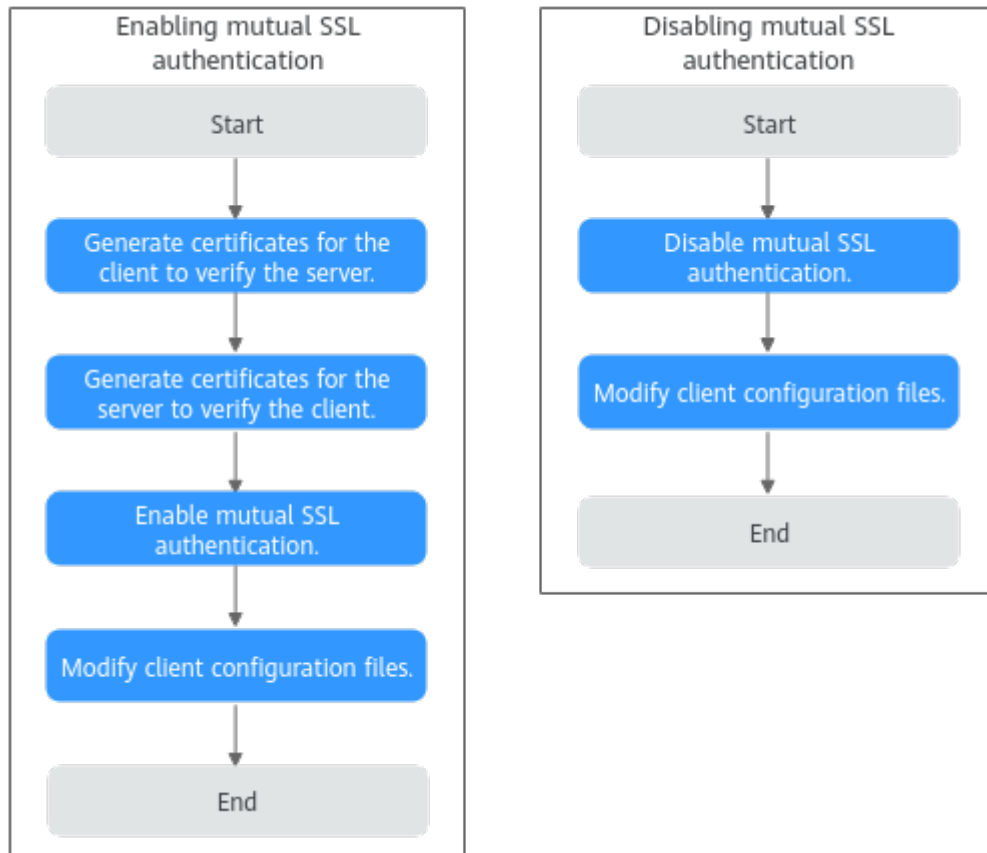 Enabling mutual SSL
authentication
Start
Generate certificates for the
client to verify the server.
Generate certificates for the
server to verify the client.
Enable mutual SSL
authentication.
Modify client configuration files.
End
Disabling mutual SSL
authentication
Start
Disable mutual SSL
authentication.
Modify client configuration files.
End